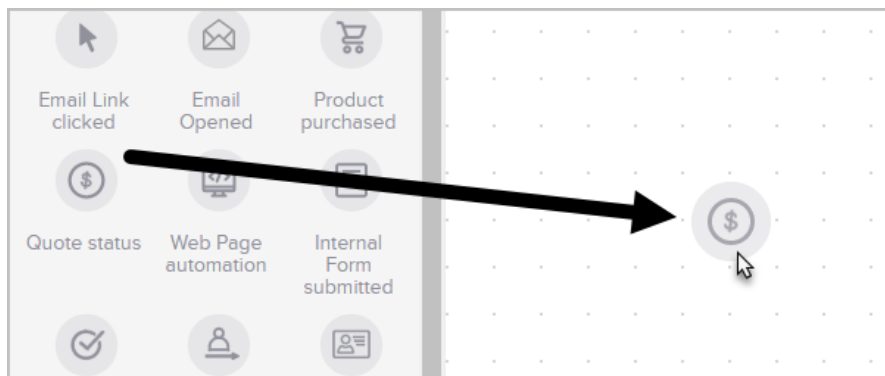 Email Link
clicked
Email
Opened
Product
purchased
Quote status
Web Page
automation
Internal
Form
submitted